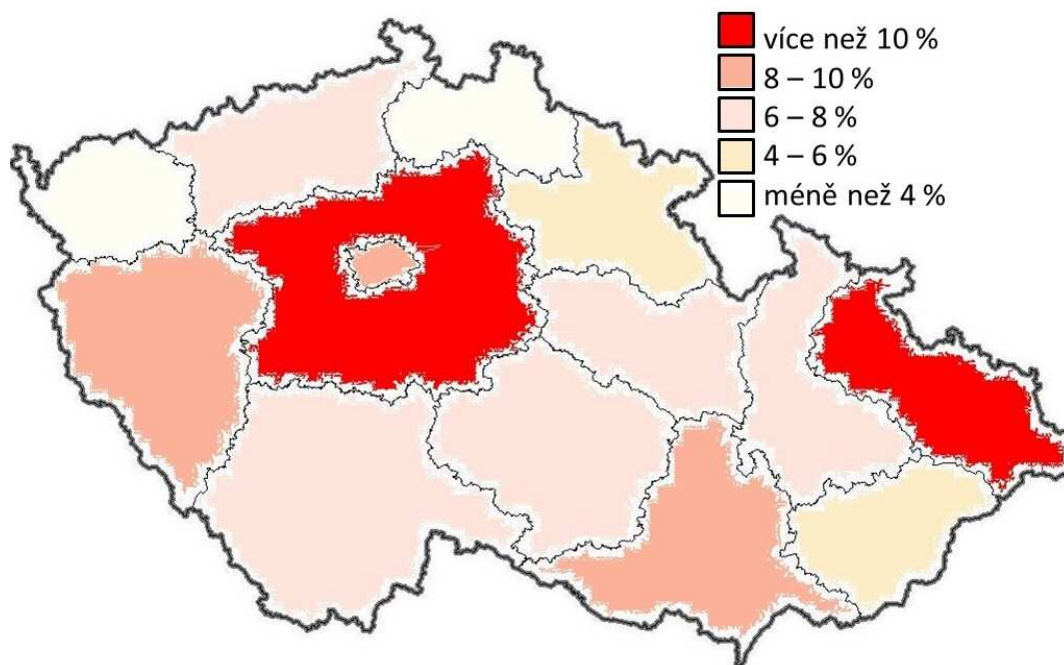 více než 10 %
8 – 10 %
6 – 8 %
4 – 6 %
méně než 4 %